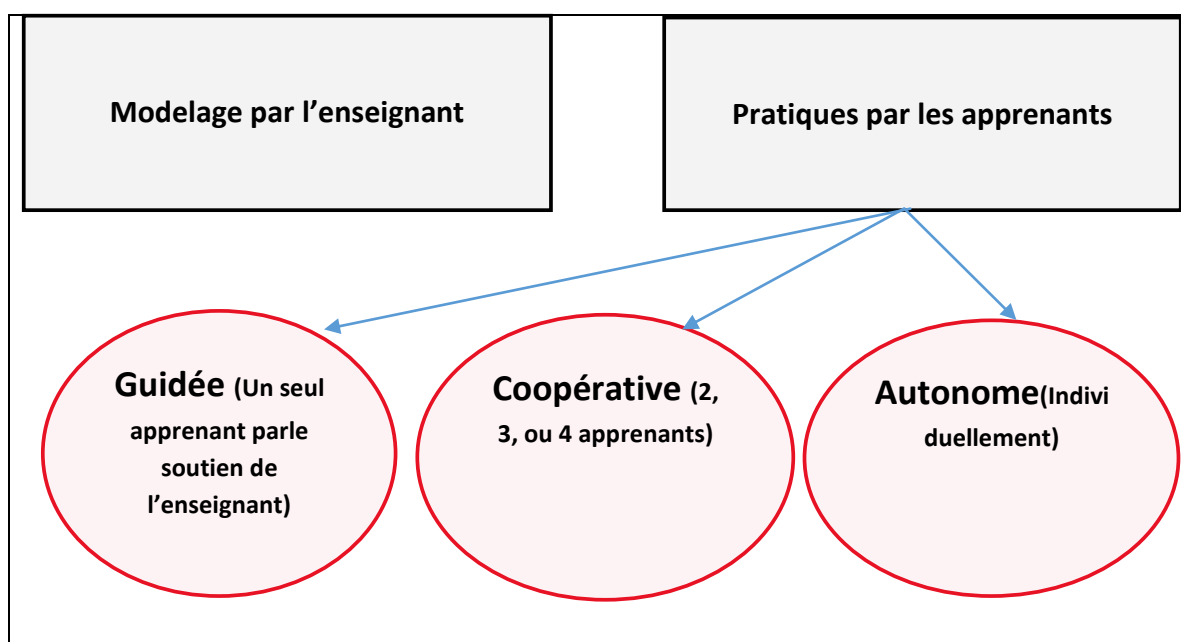 Modelage par l’enseignant
Pratiques par les apprenants
Guidée (Un seul
apprenant parle
soutien de
l’enseignant)
Coopérative (2,
3, ou 4 apprenants)
Autonome(Indivi
duellement)